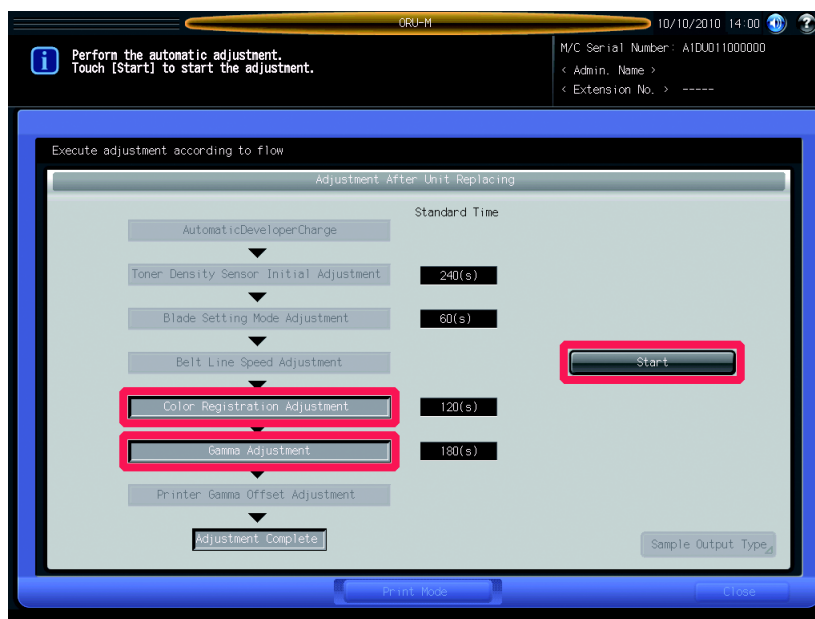 ORU-M
10/10/2010 14:00
?
i
Perform the automatic adjustment.
Touch [Start] to start the adjustment.
M/C Serial Number: A1DU011000000
< Admin. Name >
< Extension No. > -----
Execute adjustment according to flow
Adjustment After Unit Replacing
Standard Time
AutomaticDeveloperCharge
Toner Density Sensor Initial Adjustment 240(s)
Blade Setting Mode Adjustment 60(s)
Belt Line Speed Adjustment
Start
Color Registration Adjustment 120(s)
Gamma Adjustment 180(s)
Printer Gamma Offset Adjustment
Adjustment Complete
Sample Output Type
Print Mode
Close